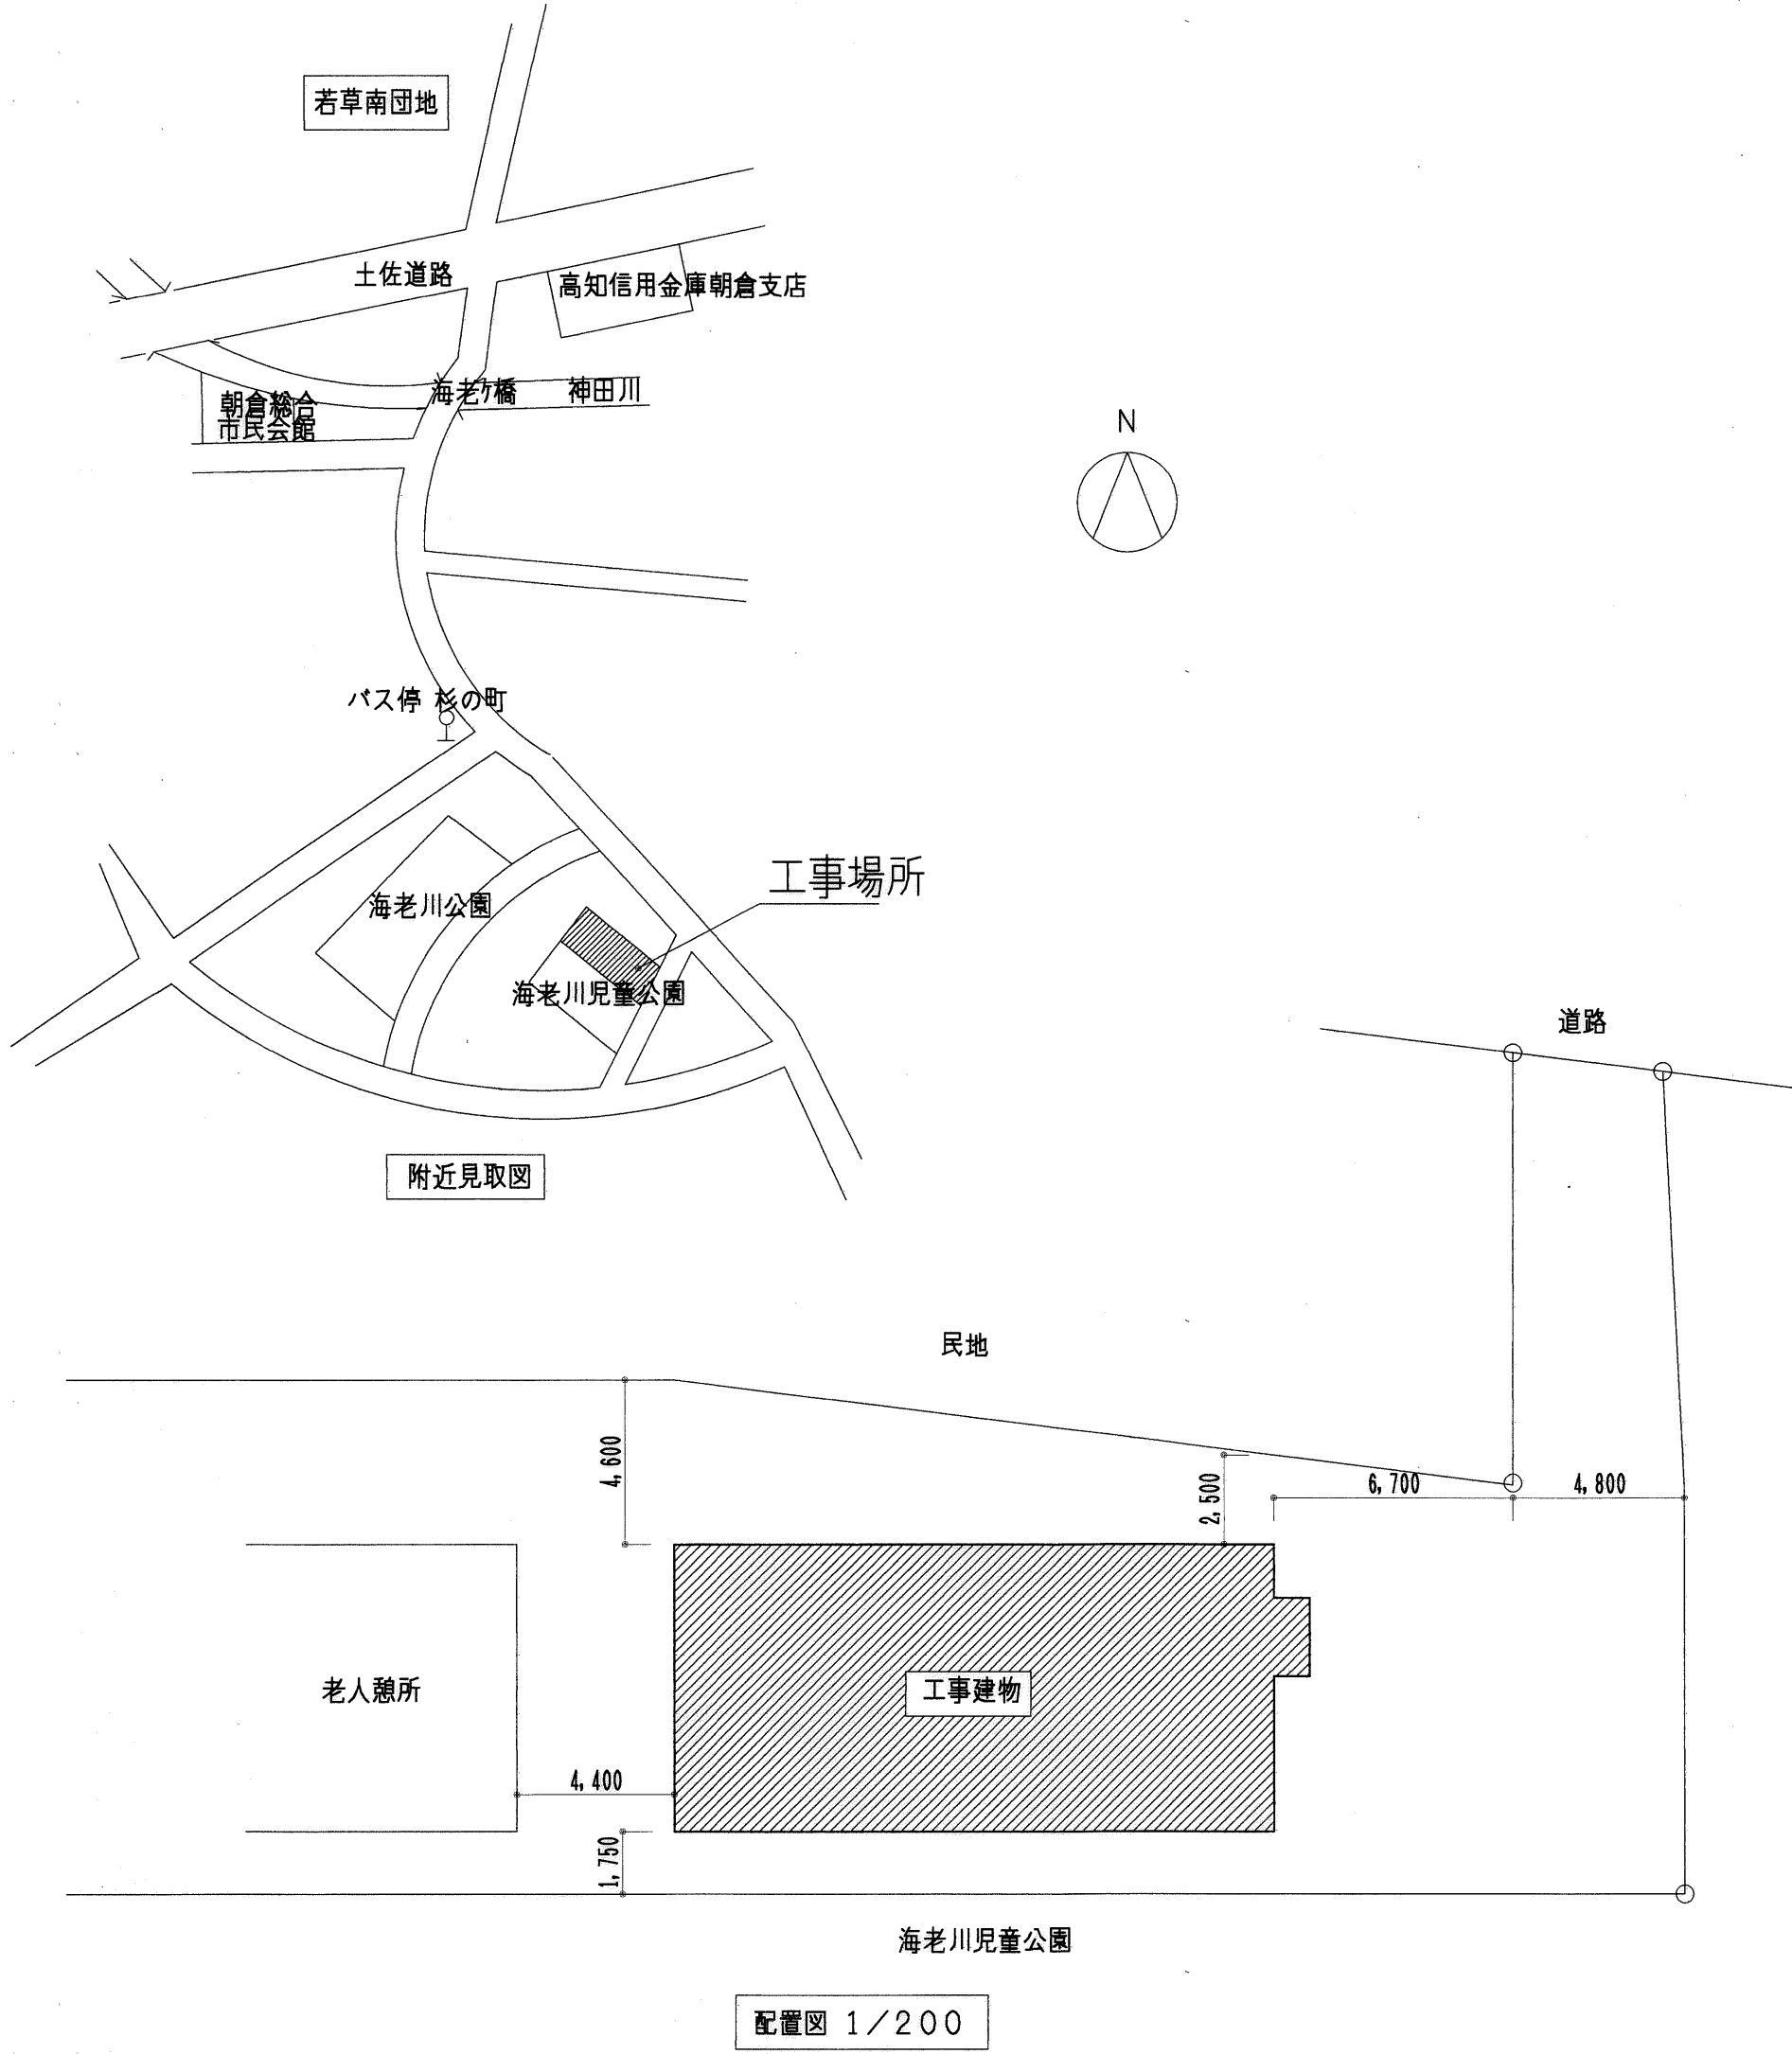 若草南団地
土佐道路
高知信用金庫朝倉支店
海老ケ橋
神田川
朝倉総合
市民会館
N
バス停 杉の町
工事場所
海老川公園
海老川児童公園
道路
附近見取図
民地
4,600
2,500
6,700
4,800
老人憩所
工事建物
4,400
1,750
海老川児童公園
配置図 1/200